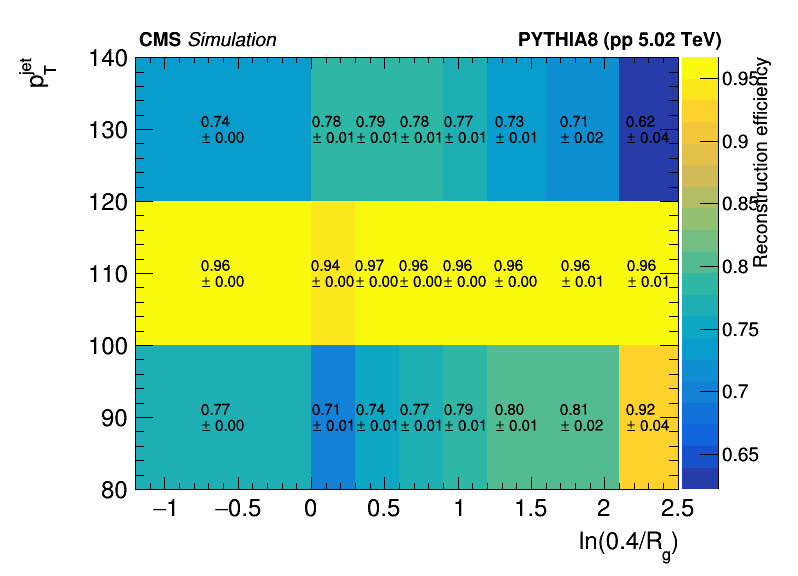 CMS Simulation PYTHIA8 (pp 5.02 TeV)
p_T^jet
140
130
120
110
100
90
80
0.74 0.78 0.79 0.78 0.77 0.73 0.71 0.62
± 0.00 ± 0.01 ± 0.01 ± 0.01 ± 0.01 ± 0.01 ± 0.02 ± 0.04
0.96 0.94 0.97 0.96 0.96 0.96 0.96 0.96
± 0.00 ± 0.00 ± 0.00 ± 0.00 ± 0.00 ± 0.00 ± 0.01 ± 0.01
0.77 0.71 0.74 0.77 0.79 0.80 0.81 0.92
± 0.00 ± 0.01 ± 0.01 ± 0.01 ± 0.01 ± 0.01 ± 0.02 ± 0.04
−1 −0.5 0 0.5 1 1.5 2 2.5
ln(0.4/R_g)
0.95
0.9
0.85
0.8
0.75
0.7
0.65
Reconstruction efficiency